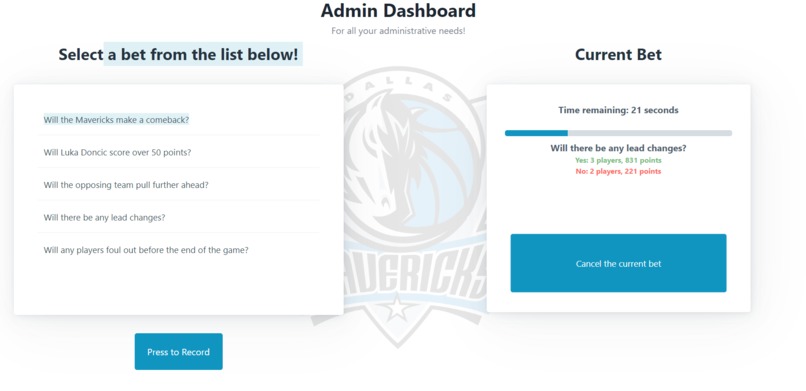 Admin Dashboard
For all your administrative needs!
Select a bet from the list below!
Will the Mavericks make a comeback?
Will Luka Doncic score over 50 points?
Will the opposing team pull further ahead?
Will there be any lead changes?
Will any players foul out before the end of the game?
Press to Record
DALLAS
MAVERICKS
Current Bet
Time remaining: 21 seconds
Will there be any lead changes?
Yes: 3 players, 831 points
No: 2 players, 221 points
Cancel the current bet